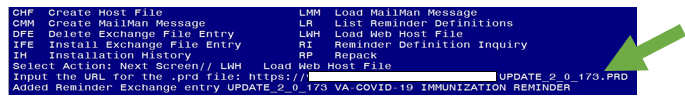 CHF  Create Host File  LMM  Load MailMan Message
CMM  Create MailMan Message  LR  List Reminder Definitions
DFE  Delete Exchange File Entry  LWH  Load Web Host File
IFE  Install Exchange File Entry  RI  Reminder Definition Inquiry
IH  Installation History  RP  Repack
Select Action: Next Screen// LWH  Load Web Host File
Input the URL for the .prd file: https:// UPDATE_2_0_173.PRD
Added Reminder Exchange entry UPDATE_2_0_173 VA-COVID-19 IMMUNIZATION REMINDER